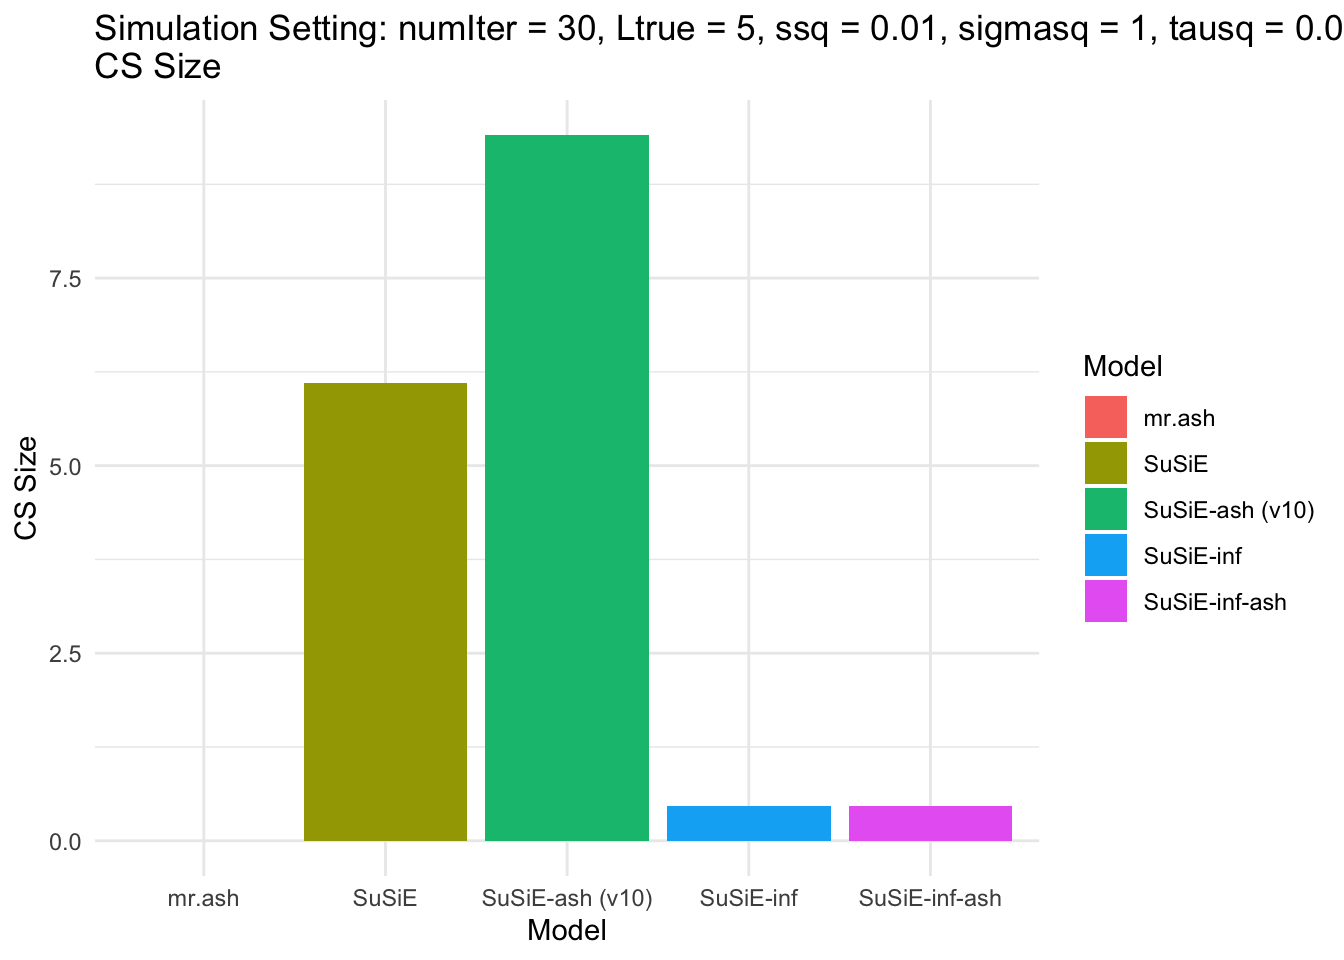 Simulation Setting: numIter = 30, Ltrue = 5, ssq = 0.01, sigmasq = 1, tausq = 0.0
CS Size
7.5
5.0
2.5
0.0
CS Size
mr.ash
SuSiE
SuSiE-ash (v10)
SuSiE-inf
SuSiE-inf-ash
Model
Model
mr.ash
SuSiE
SuSiE-ash (v10)
SuSiE-inf
SuSiE-inf-ash